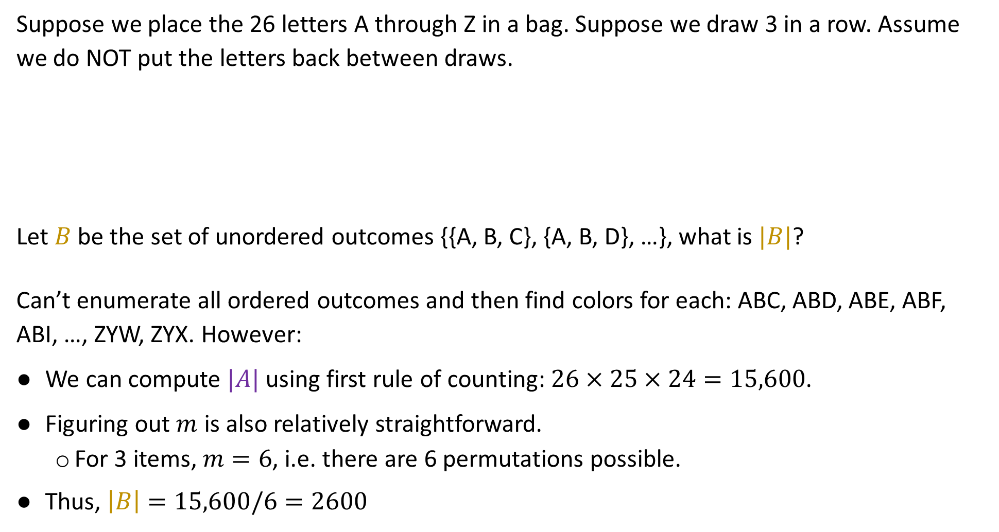 Suppose we place the 26 letters A through Z in a bag. Suppose we draw 3 in a row. Assume
we do NOT put the letters back between draws.
Let B be the set of unordered outcomes {{A, B, C}, {A, B, D}, ...}, what is |B|?
Can’t enumerate all ordered outcomes and then find colors for each: ABC, ABD, ABE, ABF,
ABI, ..., ZYW, ZYX. However:
● We can compute |A| using first rule of counting: 26 × 25 × 24 = 15,600.
● Figuring out m is also relatively straightforward.
○ For 3 items, m = 6, i.e. there are 6 permutations possible.
● Thus, |B| = 15,600/6 = 2600